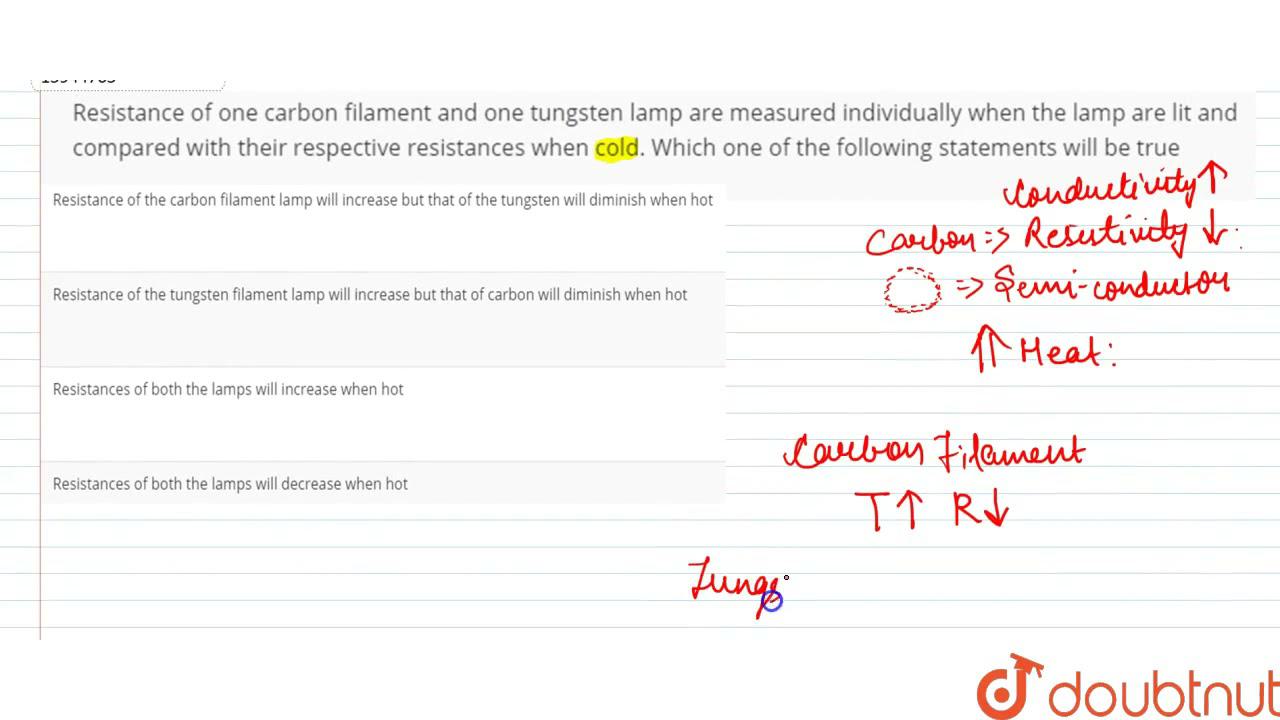 Resistance of one carbon filament and one tungsten lamp are measured individually when the lamp are lit and
compared with their respective resistances when cold. Which one of the following statements will be true
Resistance of the carbon filament lamp will increase but that of the tungsten will diminish when hot
Resistance of the tungsten filament lamp will increase but that of carbon will diminish when hot
Resistances of both the lamps will increase when hot
Resistances of both the lamps will decrease when hot
Conductivity ↑
Carbon => Resistivity ↓ :
=> Semi-conductor
↑↑ Heat :
Carbon Filament
T↑ R↓
Tungs
doubtnut